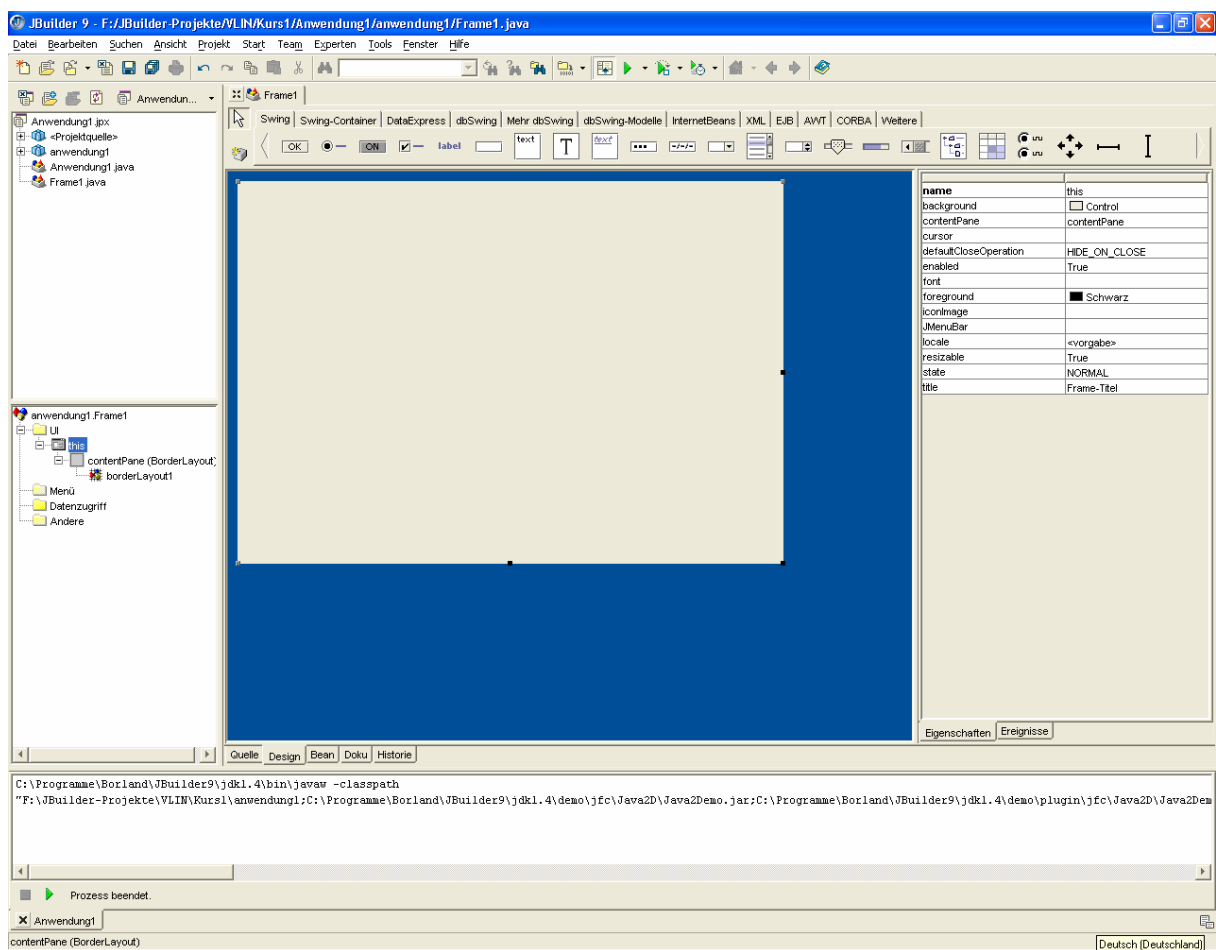 JBuilder 9 - F:/JBuilder-Projekte/VLIN/Kurs1/Anwendung1/anwendung1/Frame1.java
Datei Bearbeiten Suchen Ansicht Projekt Start Team Experten Tools Fenster Hilfe
Anwendun...
Frame1
Anwendung1.jpx
<Projektquelle>
anwendung1
Anwendung1.java
Frame1.java
Swing Swing-Container DataExpress dbSwing Mehr dbSwing dbSwing-Modelle InternetBeans XML EJB AWT CORBA Weitere
OK ON label text T text
name this
background Control
contentPane contentPane
cursor
defaultCloseOperation HIDE_ON_CLOSE
enabled True
font
foreground Schwarz
iconImage
JMenuBar
locale <vorgabe>
resizable True
state NORMAL
title Frame-Titel
anwendung1.Frame1
UI
this
contentPane (BorderLayout)
borderLayout1
Menü
Datenzugriff
Andere
Eigenschaften Ereignisse
Quelle Design Bean Doku Historie
C:\Programme\Borland\JBuilder9\jdk1.4\bin\javaw -classpath
"F:\JBuilder-Projekte\VLIN\Kurs1\anwendung1;C:\Programme\Borland\JBuilder9\jdk1.4\demo\jfc\Java2D\Java2Demo.jar;C:\Programme\Borland\JBuilder9\jdk1.4\demo\plugin\jfc\Java2D\Java2Dem
Prozess beendet.
Anwendung1
contentPane (BorderLayout)
Deutsch (Deutschland)